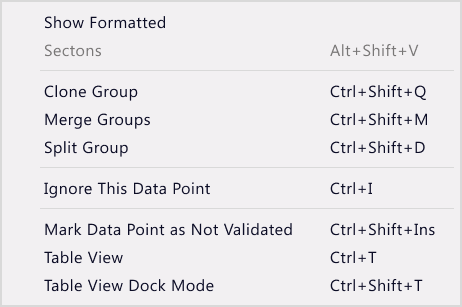 Show Formatted
Sectons Alt+Shift+V
Clone Group Ctrl+Shift+Q
Merge Groups Ctrl+Shift+M
Split Group Ctrl+Shift+D
Ignore This Data Point Ctrl+I
Mark Data Point as Not Validated Ctrl+Shift+Ins
Table View Ctrl+T
Table View Dock Mode Ctrl+Shift+T